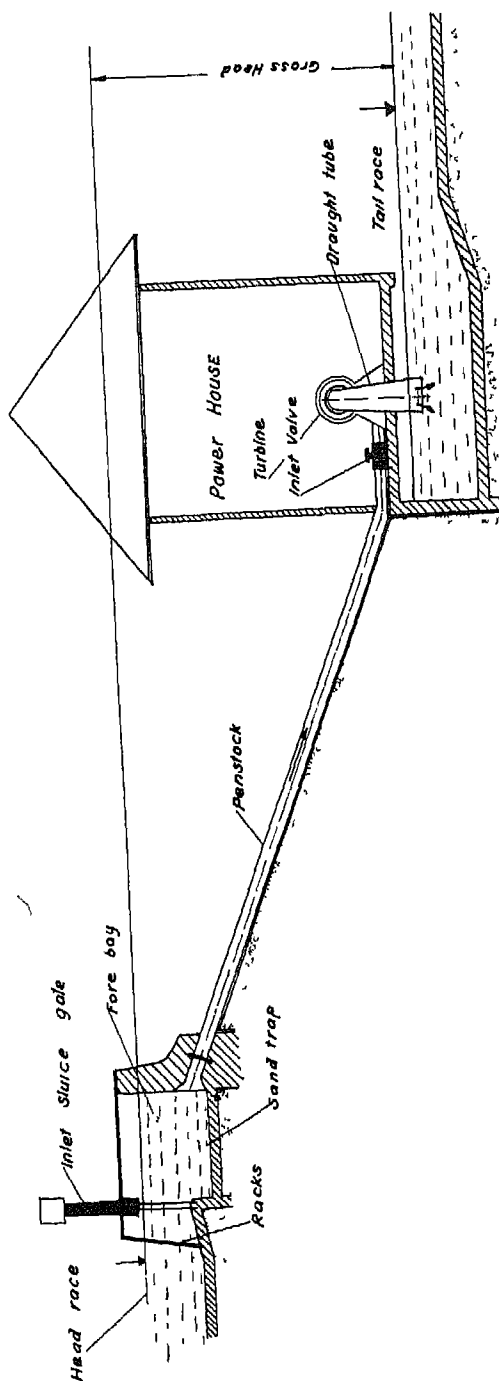 Head race
Inlet Sluice gate
Fore bay
Racks
Sand trap
Penstock
Power House
Turbine
Inlet Valve
Draught tube
Tail race
Gross Head